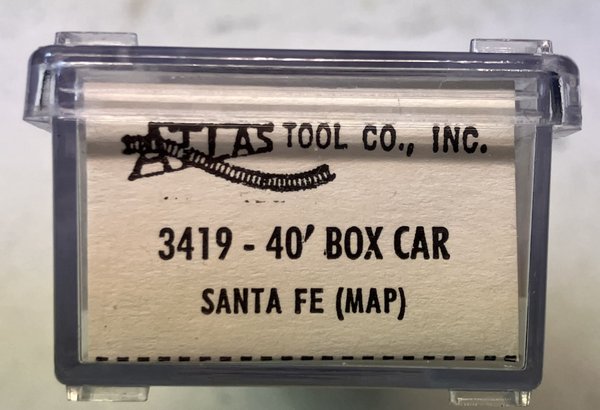 ATLAS TOOL CO., INC.
3419 - 40' BOX CAR
SANTA FE (MAP)